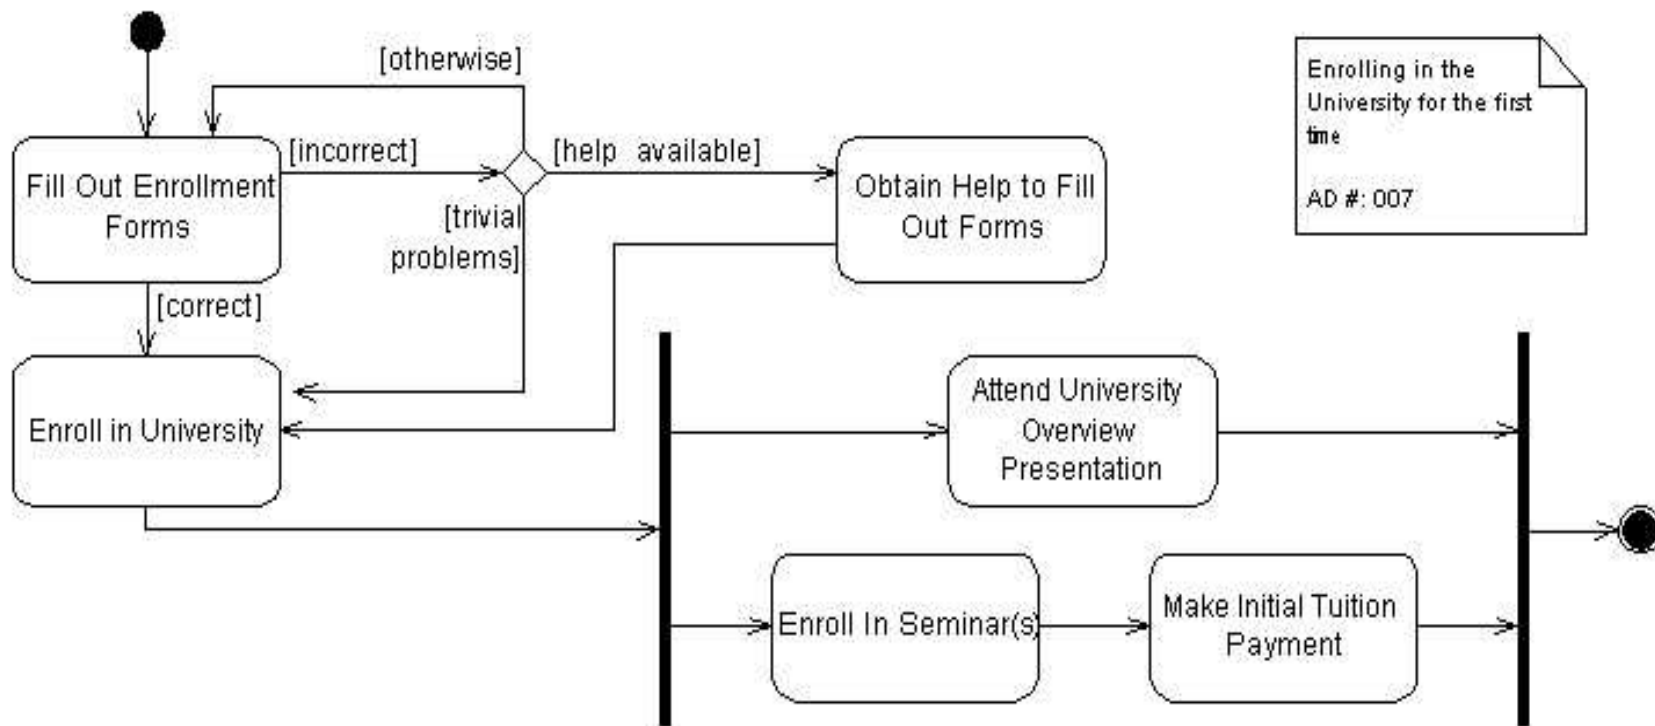 [otherwise]
Enrolling in the
University for the first
time
AD #: 007
[incorrect]
[help available]
Fill Out Enrollment
Forms
Obtain Help to Fill
Out Forms
[trivial
problems]
[correct]
Enroll in University
Attend University
Overview
Presentation
Enroll In Seminar(s)
Make Initial Tuition
Payment